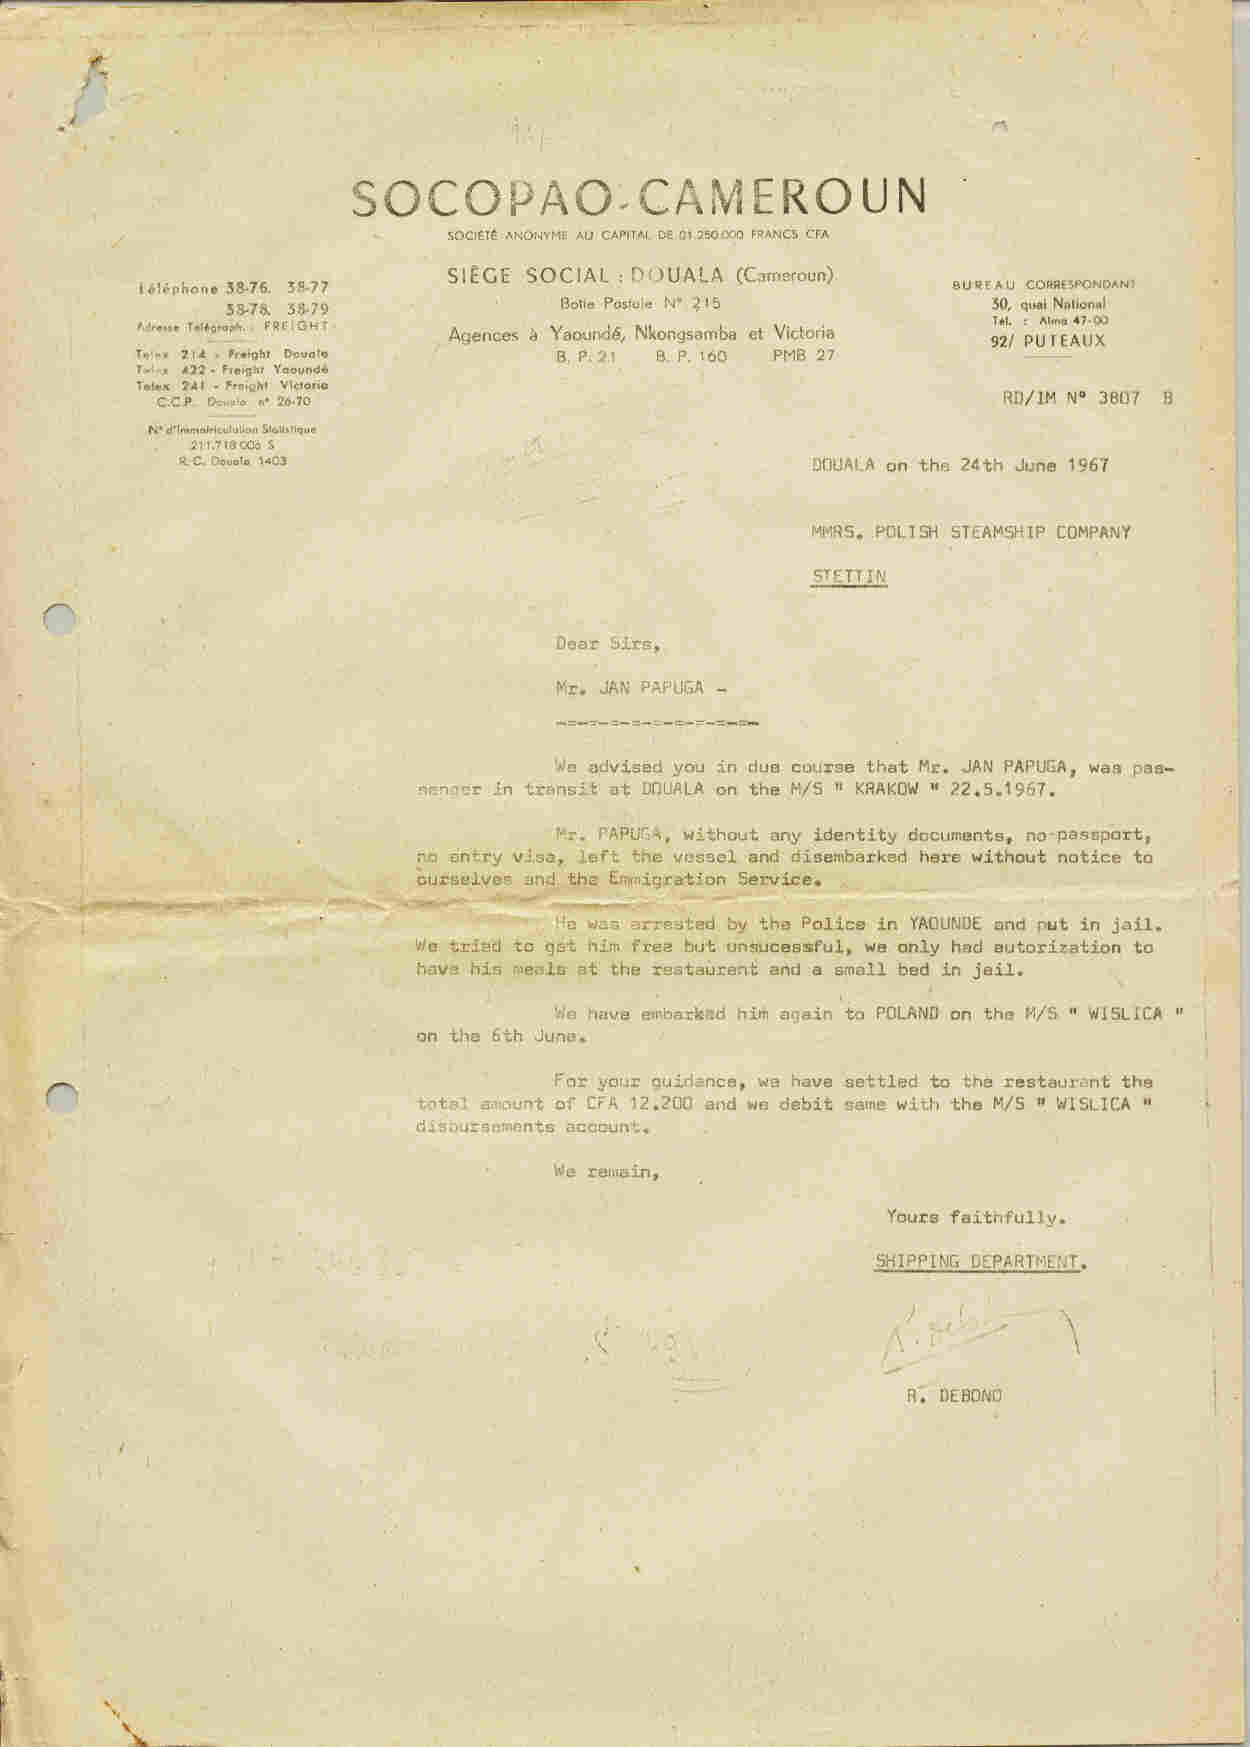 SOCOPAO-CAMEROUN
SOCIÉTÉ ANONYME AU CAPITAL DE 01.250.000 FRANCS CFA
SIÈGE SOCIAL : DOUALA (Cameroun)
Boîte Postale N° 215
Agences à Yaoundé, Nkongsamba et Victoria
B. P. 21 B. P. 160 PMB 27
Téléphone 38-76. 38-77
38-78. 38-79
Adresse Télégraph. : FREIGHT
Telex 214 - Freight Douala
Telex 422 - Freight Yaoundé
Telex 241 - Freight Victoria
C.C.P. Douala n° 26-70
N° d'Immatriculation Statistique
211.718 006 S
R.C. Douala 1403
BUREAU CORRESPONDANT
30, quai National
Tél. : Alma 47-00
92/ PUTEAUX
RD/IM N° 3807 B
DOUALA on the 24th June 1967
MMRS. POLISH STEAMSHIP COMPANY
STETTIN
Dear Sirs,
Mr. JAN PAPUGA -
-=-=-=-=-=-=-=-=-=-
We advised you in due course that Mr. JAN PAPUGA, was pas-
senger in transit at DOUALA on the M/S " KRAKOW " 22.5.1967.
Mr. PAPUGA, without any identity documents, no-passport,
no entry visa, left the vessel and disembarked here without notice to
ourselves and the Emmigration Service.
He was arrested by the Police in YAOUNDE and put in jail.
We tried to get him free but unsucessful, we only had autorization to
have his meals at the restaurent and a small bed in jail.
We have embarked him again to POLAND on the M/S " WISLICA "
on the 6th June.
For your guidance, we have settled to the restaurant the
total amount of CFA 12.200 and we debit same with the M/S " WISLICA "
disbursements account.
We remain,
Yours faithfully.
SHIPPING DEPARTMENT.
R. DEBONO